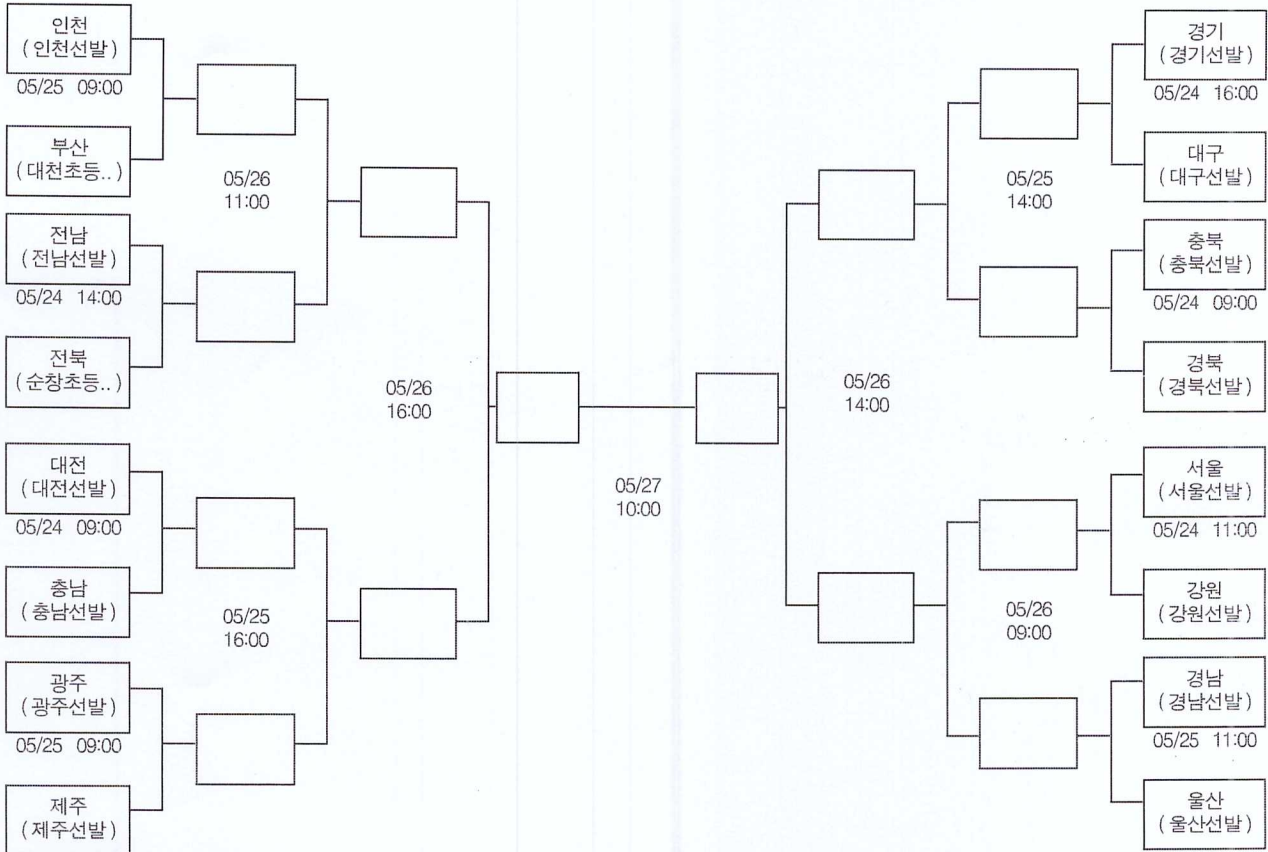 인천
(인천선발)
05/25 09:00
부산
(대천초등..)
05/26
11:00
전남
(전남선발)
05/24 14:00
전북
(순창초등..)
05/26
16:00
대전
(대전선발)
05/24 09:00
충남
(충남선발)
05/25
16:00
광주
(광주선발)
05/25 09:00
제주
(제주선발)
05/27
10:00
경기
(경기선발)
05/24 16:00
대구
(대구선발)
05/25
14:00
충북
(충북선발)
05/24 09:00
경북
(경북선발)
05/26
14:00
서울
(서울선발)
05/24 11:00
강원
(강원선발)
05/26
09:00
경남
(경남선발)
05/25 11:00
울산
(울산선발)